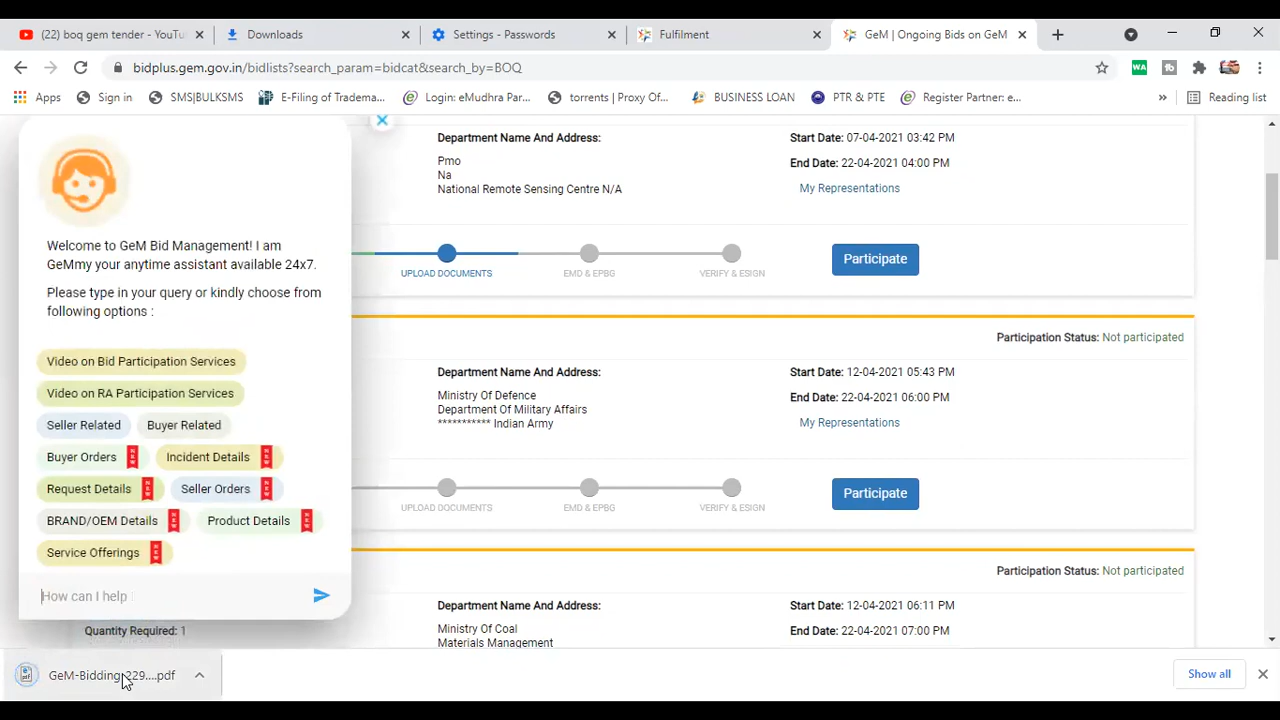 (22) boq gem tender - YouTu
Downloads
Settings - Passwords
Fulfilment
GeM | Ongoing Bids on GeM
bidplus.gem.gov.in/bidlists?search_param=bidcat&search_by=BOQ
WA
Apps
Sign in
SMS|BULKSMS
E-Filing of Tradema...
Login: eMudhra Par...
torrents | Proxy Of...
BUSINESS LOAN
PTR & PTE
Register Partner: e...
»
Reading list
Welcome to GeM Bid Management! I am
GeMmy your anytime assistant available 24x7.
Please type in your query or kindly choose from
following options :
Video on Bid Participation Services
Video on RA Participation Services
Seller Related
Buyer Related
Buyer Orders NEW
Incident Details NEW
Request Details NEW
Seller Orders NEW
BRAND/OEM Details NEW
Product Details NEW
Service Offerings NEW
How can I help
Department Name And Address:
Pmo
Na
National Remote Sensing Centre N/A
Start Date: 07-04-2021 03:42 PM
End Date: 22-04-2021 04:00 PM
My Representations
UPLOAD DOCUMENTS
EMD & EPBG
VERIFY & ESIGN
Participate
Participation Status: Not participated
Department Name And Address:
Ministry Of Defence
Department Of Military Affairs
*********** Indian Army
Start Date: 12-04-2021 05:43 PM
End Date: 22-04-2021 06:00 PM
My Representations
UPLOAD DOCUMENTS
EMD & EPBG
VERIFY & ESIGN
Participate
Participation Status: Not participated
Quantity Required: 1
Department Name And Address:
Ministry Of Coal
Materials Management
Start Date: 12-04-2021 06:11 PM
End Date: 22-04-2021 07:00 PM
GeM-Bidding-229....pdf
Show all